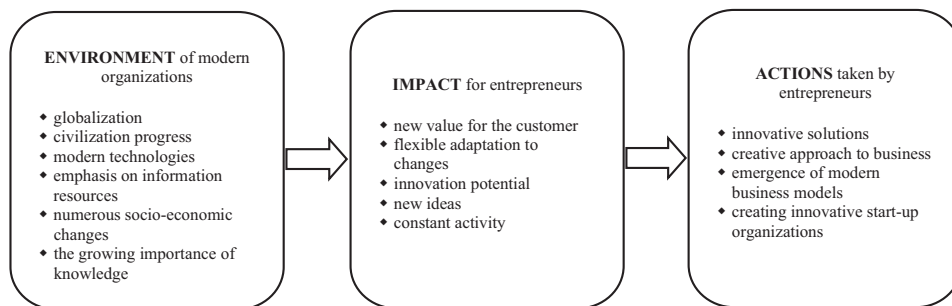 ENVIRONMENT of modern
organizations
◆ globalization
◆ civilization progress
◆ modern technologies
◆ emphasis on information
resources
◆ numerous socio-economic
changes
◆ the growing importance of
knowledge
IMPACT for entrepreneurs
◆ new value for the customer
◆ flexible adaptation to
changes
◆ innovation potential
◆ new ideas
◆ constant activity
ACTIONS taken by
entrepreneurs
◆ innovative solutions
◆ creative approach to business
◆ emergence of modern
business models
◆ creating innovative start-up
organizations